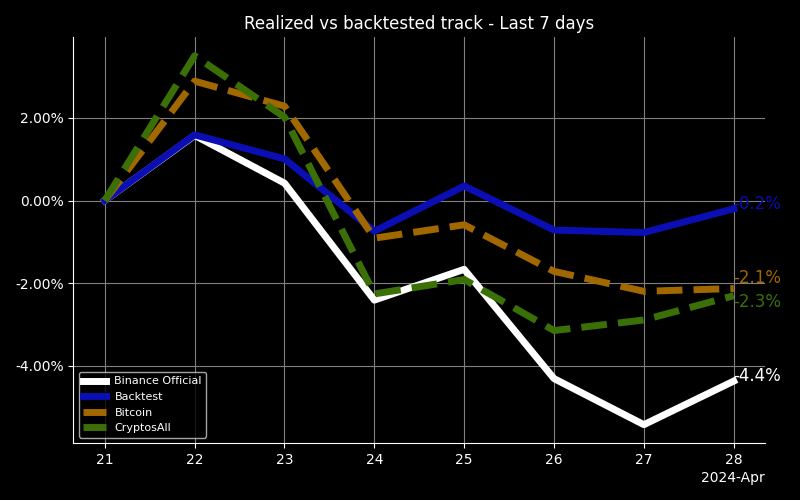 Realized vs backtested track - Last 7 days
2.00%
0.00%
-2.00%
-4.00%
-0.2%
-2.1%
-2.3%
-4.4%
Binance Official
Backtest
Bitcoin
CryptosAll
21 22 23 24 25 26 27 28
2024-Apr